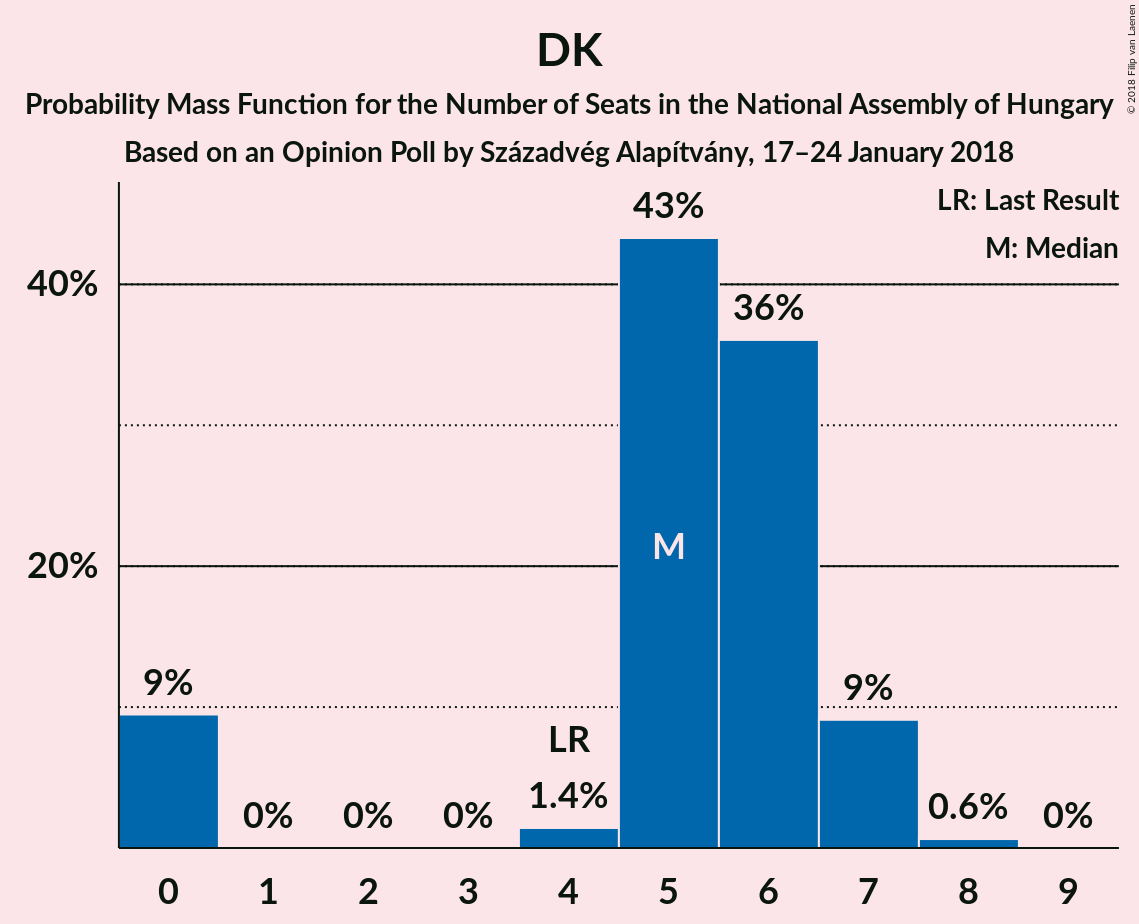 DK
Probability Mass Function for the Number of Seats in the National Assembly of Hungary
Based on an Opinion Poll by Századvég Alapítvány, 17–24 January 2018
© 2018 Filip van Laenen
LR: Last Result
M: Median
43%
40%
36%
M
20%
9%
9%
LR
1.4%
0.6%
0%
0%
0%
0%
0 1 2 3 4 5 6 7 8 9